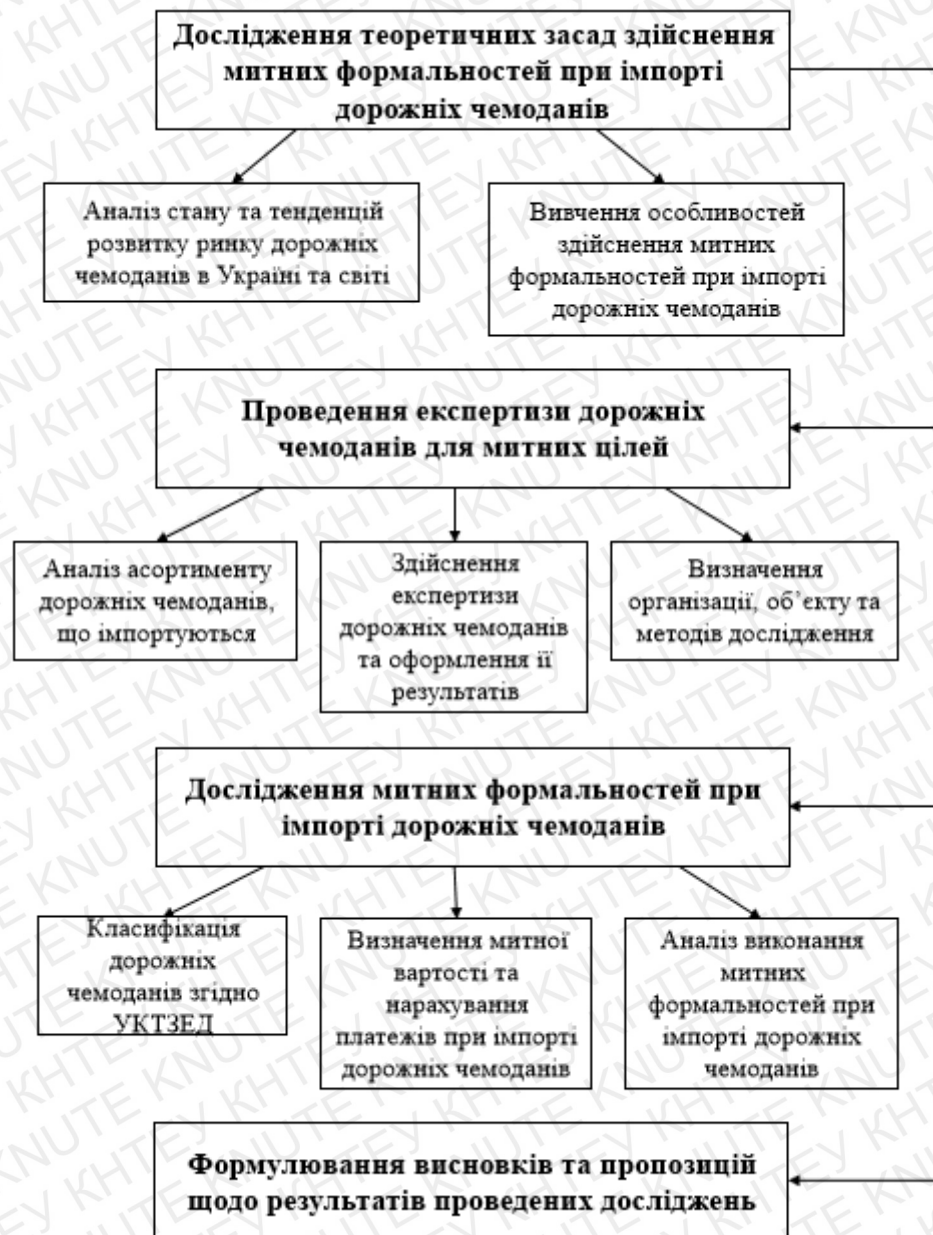 Дослідження теоретичних засад здійснення
митних формальностей при імпорті
дорожніх чемоданів
Аналіз стану та тенденцій
розвитку ринку дорожніх
чемоданів в Україні та світі
Вивчення особливостей
здійснення митних
формальностей при імпорті
дорожніх чемоданів
Проведення експертизи дорожніх
чемоданів для митних цілей
Аналіз асортименту
дорожніх чемоданів,
що імпортуються
Здійснення
експертизи
дорожніх чемоданів
та оформлення її
результатів
Визначення
організації, об’єкту та
методів дослідження
Дослідження митних формальностей при
імпорті дорожніх чемоданів
Класифікація
дорожніх
чемоданів згідно
УКТЗЕД
Визначення митної
вартості та
нарахування
платежів при імпорті
дорожніх чемоданів
Аналіз виконання
митних
формальностей при
імпорті дорожніх
чемоданів
Формулювання висновків та пропозицій
щодо результатів проведених досліджень